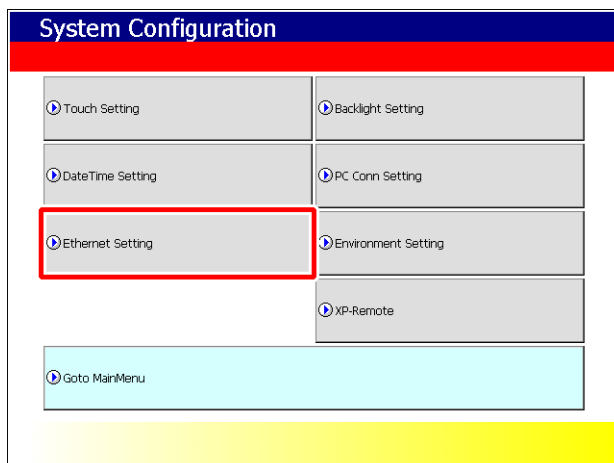 System Configuration
Touch Setting
Backlight Setting
DateTime Setting
PC Conn Setting
Ethernet Setting
Environment Setting
XP-Remote
Goto MainMenu